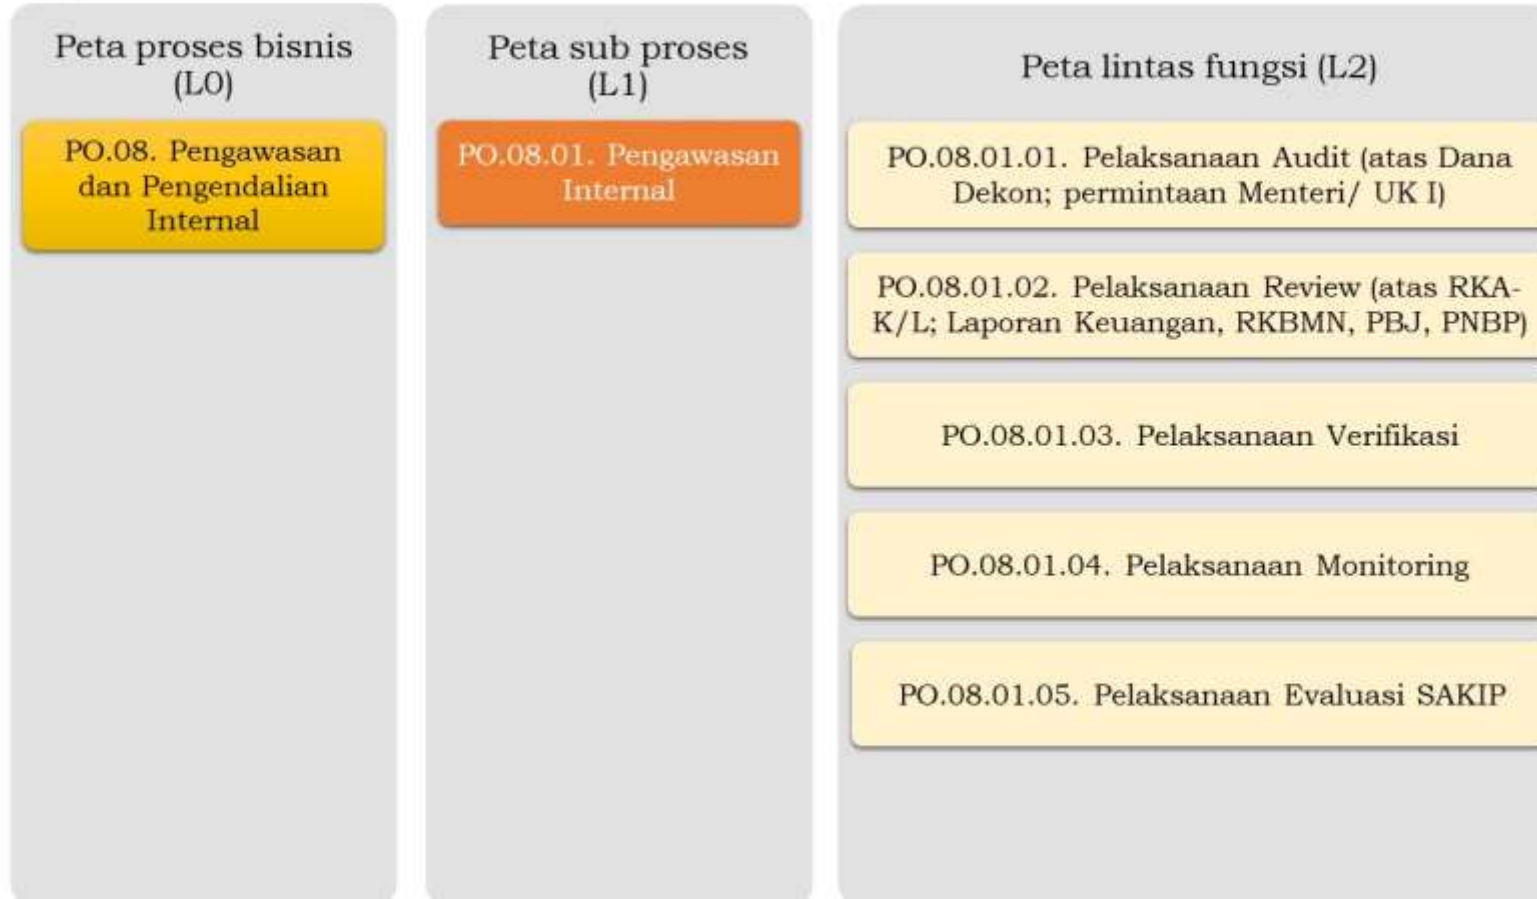 Peta proses bisnis
(L0)
PO.08. Pengawasan
dan Pengendalian
Internal
Peta sub proses
(L1)
PO.08.01. Pengawasan
Internal
Peta lintas fungsi (L2)
PO.08.01.01. Pelaksanaan Audit (atas Dana
Dekon; permintaan Menteri/ UK I)
PO.08.01.02. Pelaksanaan Review (atas RKA-
K/L; Laporan Keuangan, RKBMN, PBJ, PNBP)
PO.08.01.03. Pelaksanaan Verifikasi
PO.08.01.04. Pelaksanaan Monitoring
PO.08.01.05. Pelaksanaan Evaluasi SAKIP